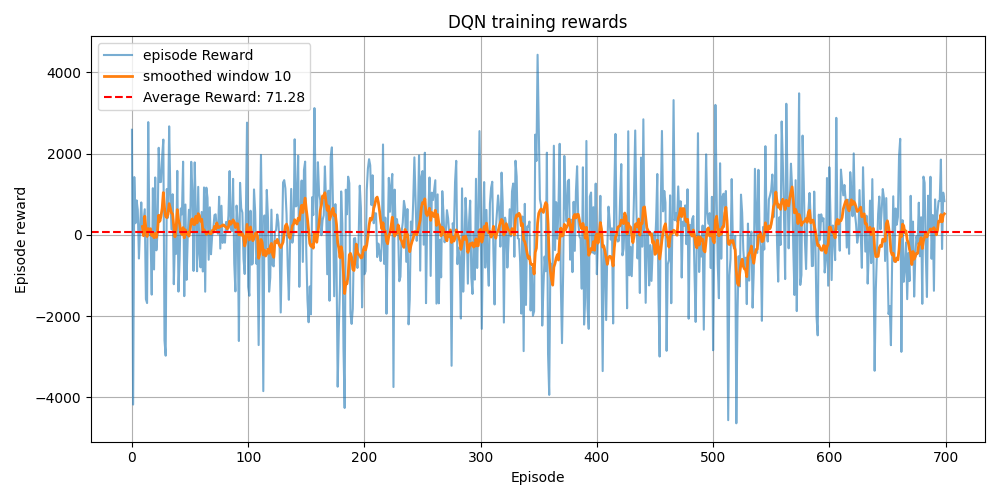 DQN training rewards
episode Reward
smoothed window 10
Average Reward: 71.28
Episode reward
4000
2000
0
−2000
−4000
0 100 200 300 400 500 600 700
Episode